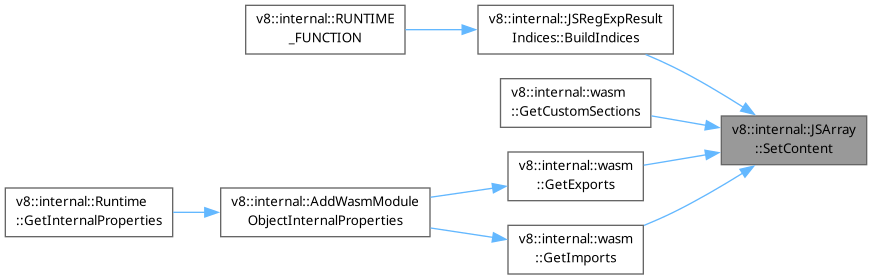 v8::internal::RUNTIME
_FUNCTION
v8::internal::JSRegExpResult
Indices::BuildIndices
v8::internal::wasm
::GetCustomSections
v8::internal::JSArray
::SetContent
v8::internal::wasm
::GetExports
v8::internal::Runtime
::GetInternalProperties
v8::internal::AddWasmModule
ObjectInternalProperties
v8::internal::wasm
::GetImports